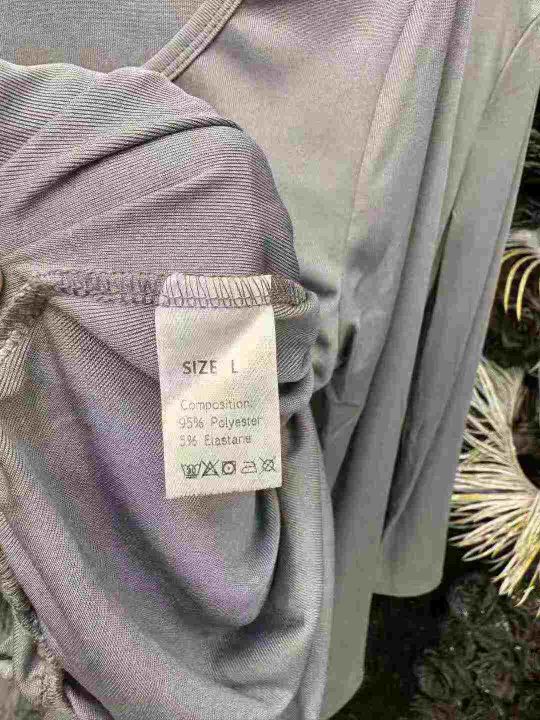 SIZE L
Composition:
95% Polyester
5% Elastane